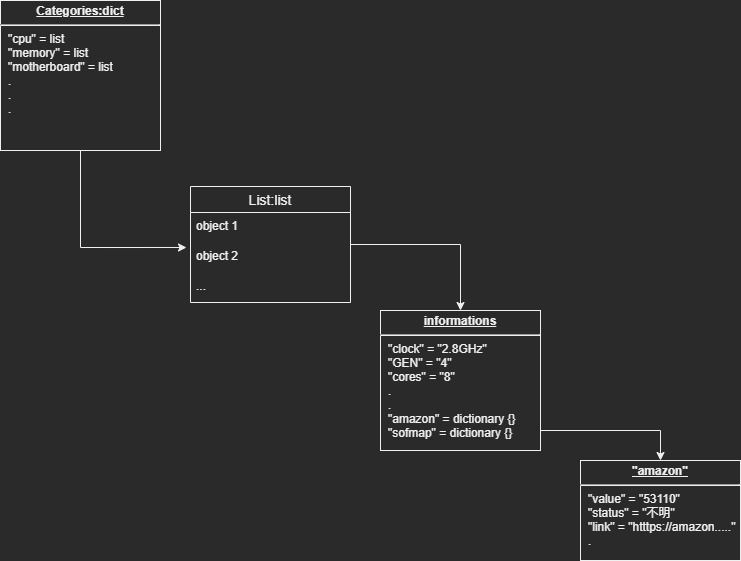 Categories:dict
"cpu" = list
"memory" = list
"motherboard" = list
.
.
.
List:list
object 1
object 2
...
informations
"clock" = "2.8GHz"
"GEN" = "4"
"cores" = "8"
.
.
"amazon" = dictionary {}
"sofmap" = dictionary {}
"amazon"
"value" = "53110"
"status" = "不明"
"link" = "htttps://amazon....."
.